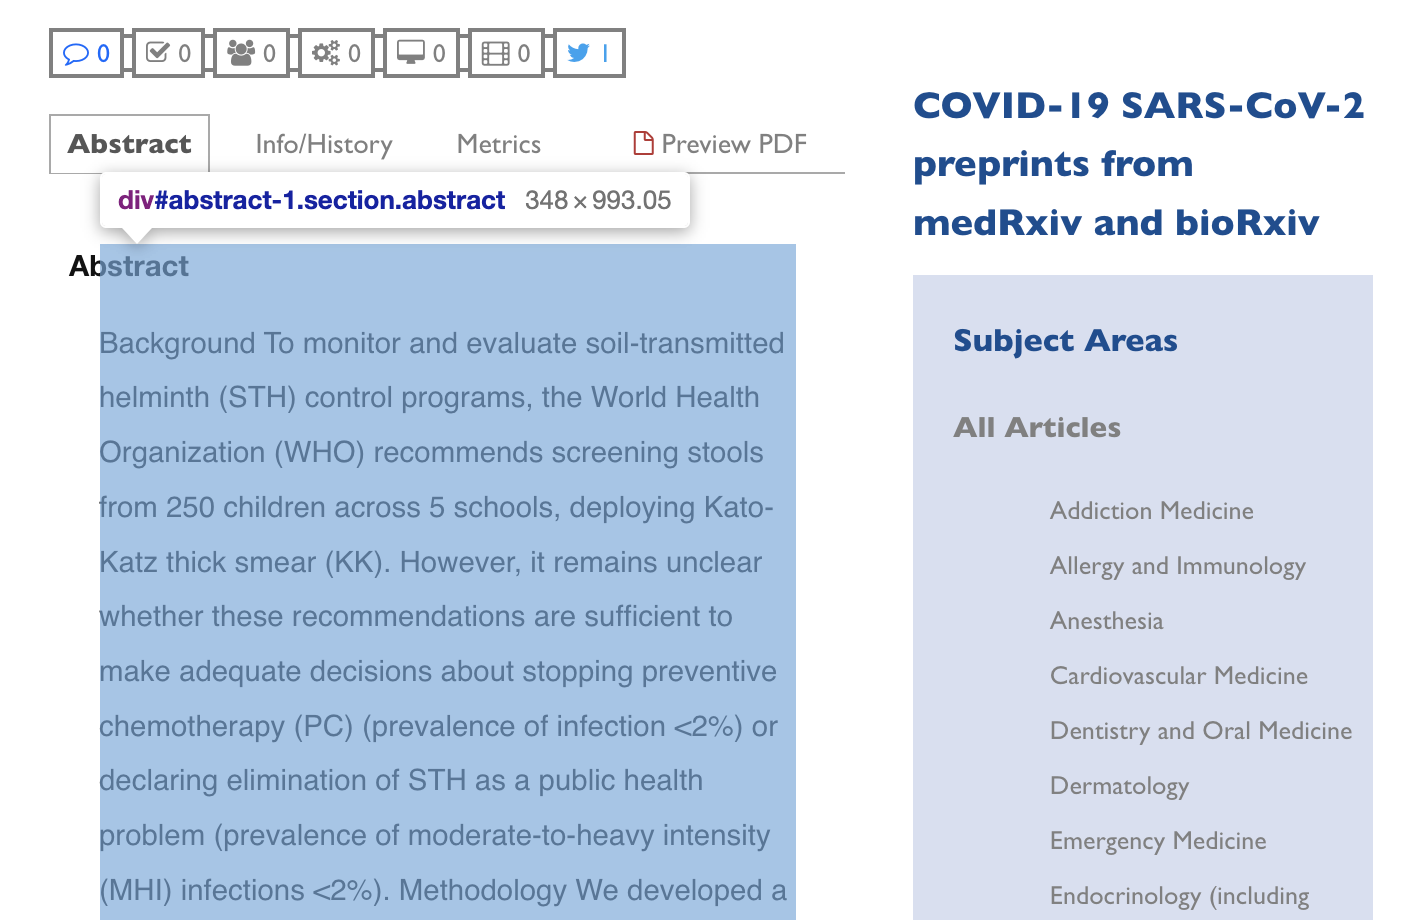 0 0 0 0 0 0 1
Abstract Info/History Metrics Preview PDF
div#abstract-1.section.abstract 348 × 993.05
Abstract
Background To monitor and evaluate soil-transmitted
helminth (STH) control programs, the World Health
Organization (WHO) recommends screening stools
from 250 children across 5 schools, deploying Kato-
Katz thick smear (KK). However, it remains unclear
whether these recommendations are sufficient to
make adequate decisions about stopping preventive
chemotherapy (PC) (prevalence of infection <2%) or
declaring elimination of STH as a public health
problem (prevalence of moderate-to-heavy intensity
(MHI) infections <2%). Methodology We developed a
COVID-19 SARS-CoV-2
preprints from
medRxiv and bioRxiv
Subject Areas
All Articles
Addiction Medicine
Allergy and Immunology
Anesthesia
Cardiovascular Medicine
Dentistry and Oral Medicine
Dermatology
Emergency Medicine
Endocrinology (including